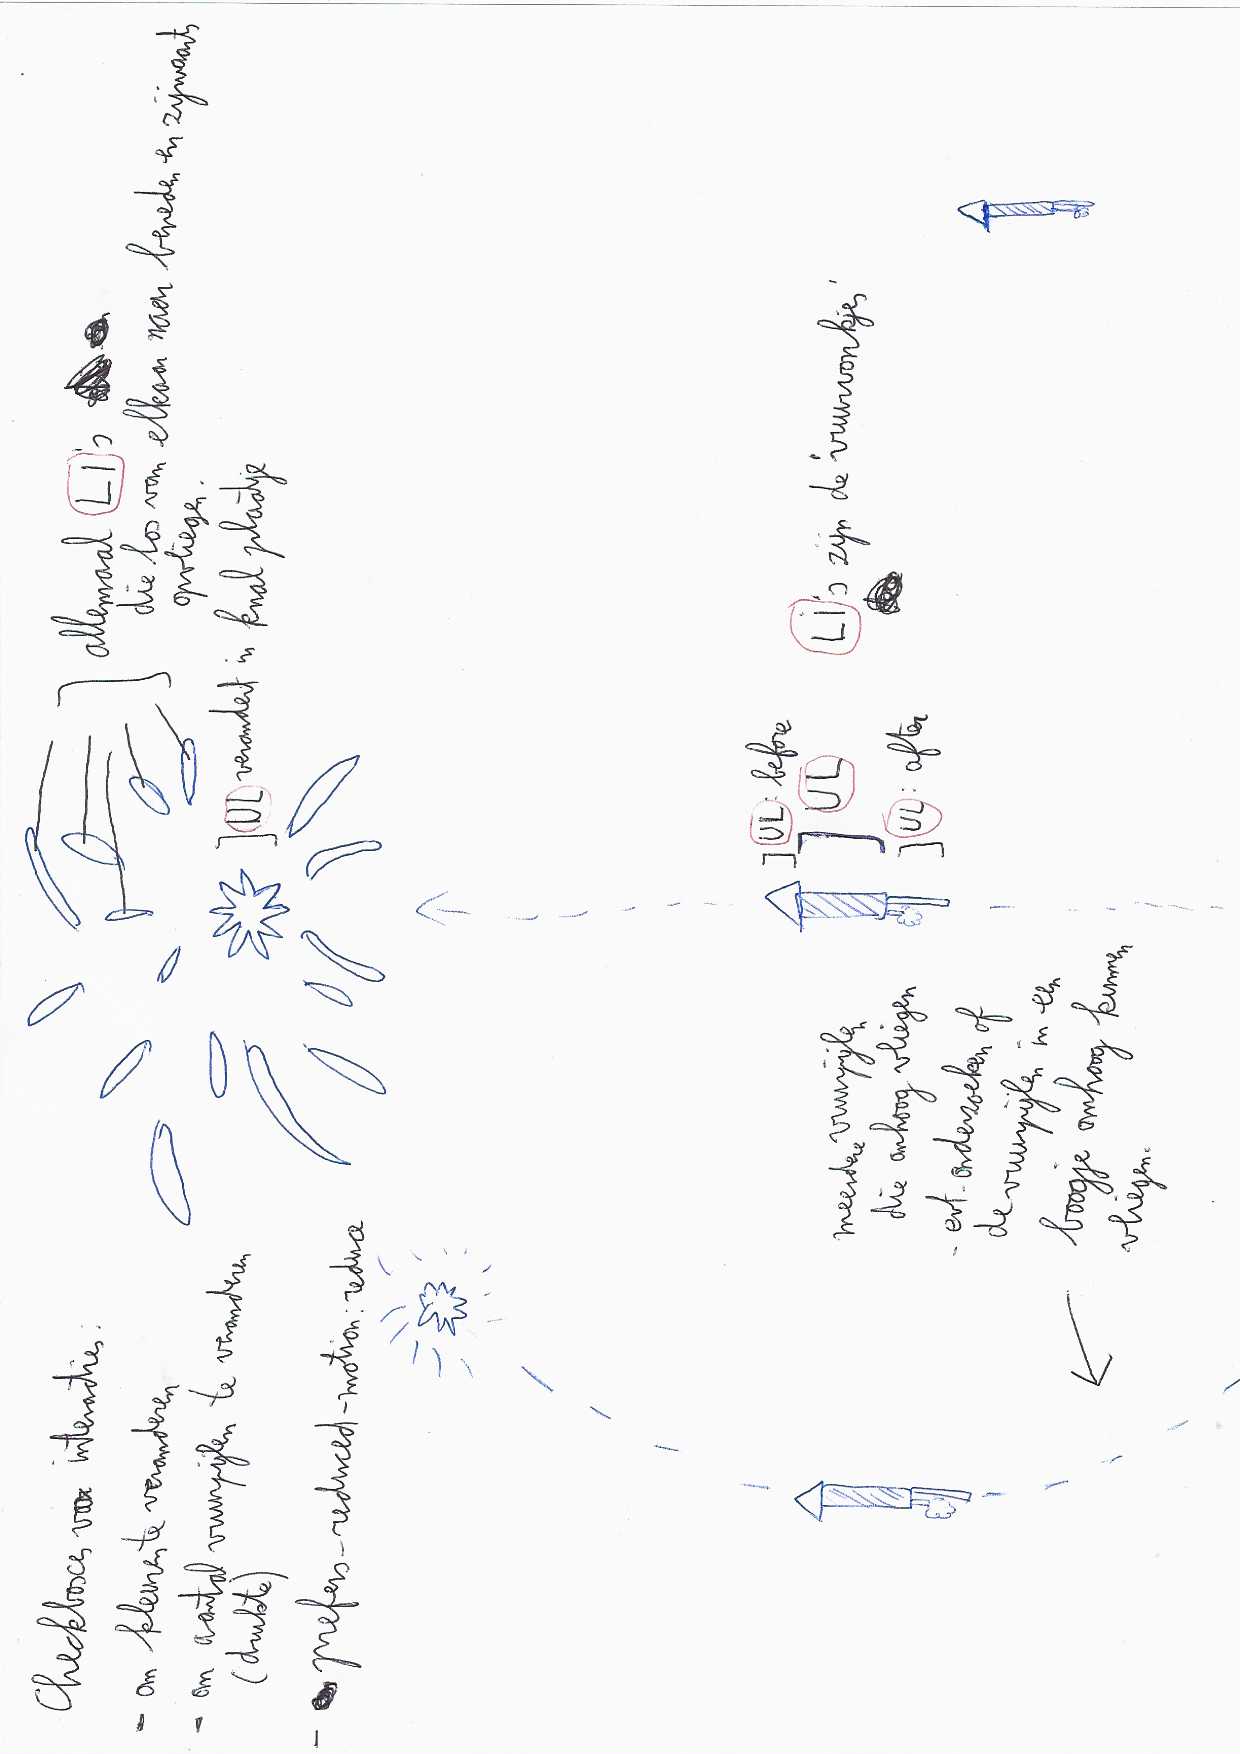 Checkboxes voor interacties:
- om kleuren te veranderen
- om aantal vuurpijlen te veranderen
(drukte)
- prefers-reduced-motion: reduce
allemaal LI's
die los van elkaar naar beneden en zijwaarts
opvliegen.
UL verandert in knal plaatje
meerdere vuurpijlen
die omhoog vliegen
- evt. onderzoeken of
de vuurpijlen in een
boogje omhoog kunnen
vliegen.
UL: before
UL
UL: after
LI's zijn de 'vuurvonkjes'